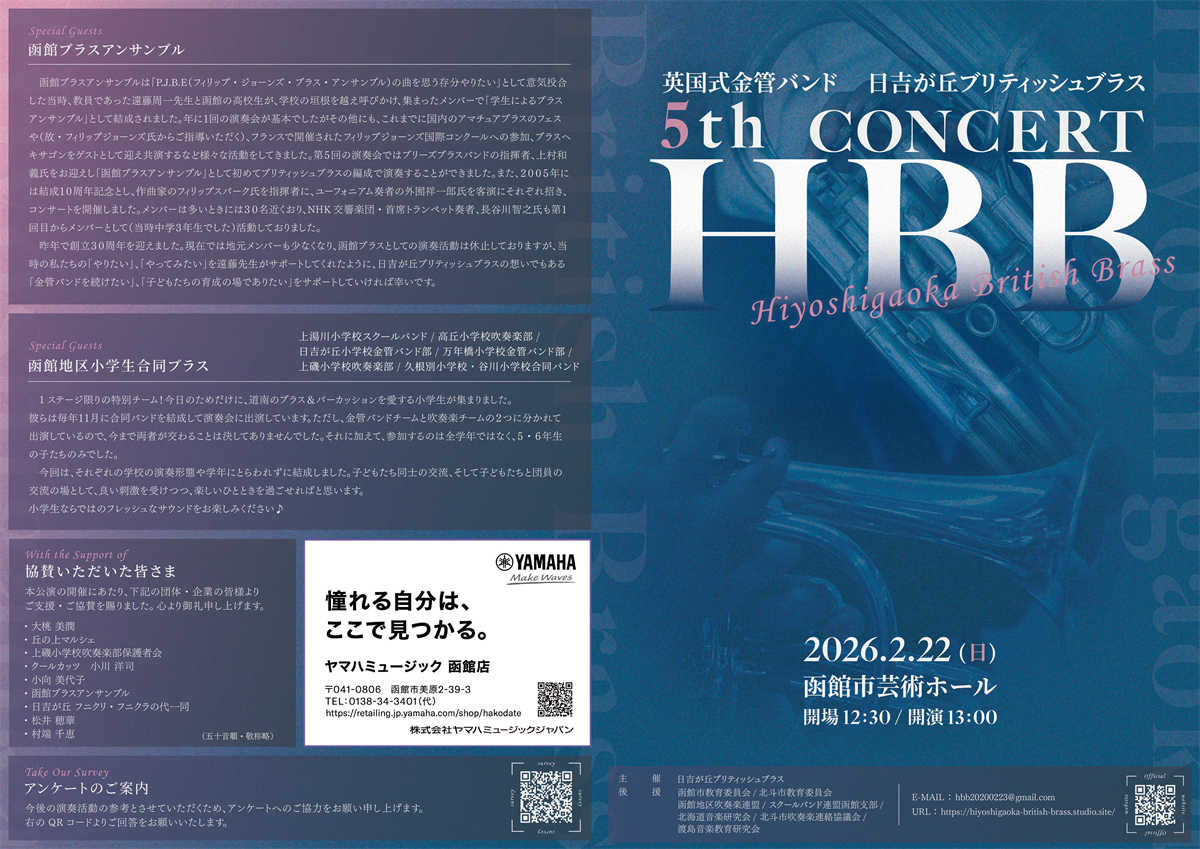 Special Guests
函館ブラスアンサンブル
函館ブラスアンサンブルは「P.J.B.E(フィリップ・ジョーンズ・ブラス・アンサンブル)の曲を思う存分やりたい」として意気投合
した当時、教員であった遠藤周一先生と函館の高校生が、学校の垣根を越え呼びかけ、集まったメンバーで「学生によるブラス
アンサンブル」として結成されました。年に1回の演奏会が基本でしたがその他にも、これまでに国内のアマチュアブラスのフェス
や(故・フィリップジョーンズ氏からご指導いただく)、フランスで開催されたフィリップジョーンズ国際コンクールへの参加、ブラスヘ
キサゴンをゲストとして迎え共演するなど様々な活動をしてきました。第5回の演奏会ではブリーズブラスバンドの指揮者、上村和
義氏をお迎えし「函館ブラスアンサンブル」として初めてブリティッシュブラスの編成で演奏することができました。また、2005年に
は結成10周年記念とし、作曲家のフィリップスパーク氏を指揮者に、ユーフォニアム奏者の外囿祥一郎氏を客演にそれぞれ招き、
コンサートを開催しました。メンバーは多いときには30名近くおり、NHK交響楽団・首席トランペット奏者、長谷川智之氏も第1
回目からメンバーとして(当時中学3年生でした)活動しておりました。
昨年で創立30周年を迎えました。現在では地元メンバーも少なくなり、函館ブラスとしての演奏活動は休止しておりますが、当
時の私たちの「やりたい」、「やってみたい」を遠藤先生がサポートしてくれたように、日吉が丘ブリティッシュブラスの想いでもある
「金管バンドを続けたい」、「子どもたちの育成の場でありたい」をサポートしていければ幸いです。
Special Guests
函館地区小学生合同ブラス
上湯川小学校スクールバンド / 高丘小学校吹奏楽部 /
日吉が丘小学校金管バンド部 / 万年橋小学校金管バンド部 /
上磯小学校吹奏楽部 / 久根別小学校・谷川小学校合同バンド
1ステージ限りの特別チーム!今日のためだけに、道南のブラス&パーカッションを愛する小学生が集まりました。
彼らは毎年11月に合同バンドを結成して演奏会に出演しています。ただし、金管バンドチームと吹奏楽チームの2つに分かれて
出演しているので、今まで両者が交わることは決してありませんでした。それに加えて、参加するのは全学年ではなく、5・6年生
の子たちのみでした。
今回は、それぞれの学校の演奏形態や学年にとらわれずに結成しました。子どもたち同士の交流、そして子どもたちと団員の
交流の場として、良い刺激を受けつつ、楽しいひとときを過ごせればと思います。
小学生ならではのフレッシュなサウンドをお楽しみください♪
With the Support of
協賛いただいた皆さま
本公演の開催にあたり、下記の団体・企業の皆様より
ご支援・ご協賛を賜りました。心より御礼申し上げます。
・大桃 美潤
・丘の上マルシェ
・上磯小学校吹奏楽部保護者会
・クールカッツ 小川 洋司
・小向 美代子
・函館ブラスアンサンブル
・日吉が丘 フニクリ・フニクラの代一同
・松井 穂華
・村端 千恵
(五十音順・敬称略)
YAMAHA
Make Waves
憧れる自分は、
ここで見つかる。
ヤマハミュージック 函館店
〒041-0806 函館市美原2-39-3
TEL:0138-34-3401(代)
https://retailing.jp.yamaha.com/shop/hakodate
株式会社ヤマハミュージックジャパン
Take Our Survey
アンケートのご案内
今後の演奏活動の参考とさせていただくため、アンケートへのご協力をお願い申し上げます。
右のQRコードよりご回答をお願いいたします。
survey
survey
survey
survey
英国式金管バンド 日吉が丘ブリティッシュブラス
5th CONCERT
HBB
Hiyoshigaoka British Brass
2026.2.22(日)
函館市芸術ホール
開場12:30 / 開演13:00
主催 日吉が丘ブリティッシュブラス
後援 函館市教育委員会 / 北斗市教育委員会
函館地区吹奏楽連盟 / スクールバンド連盟函館支部 /
北海道音楽研究会 / 北斗市吹奏楽連絡協議会 /
渡島音楽教育研究会
E-MAIL : hbb20200223@gmail.com
URL : https://hiyoshigaoka-british-brass.studio.site/
Official
website
Official
website
British Brass
Hiyoshigaoka